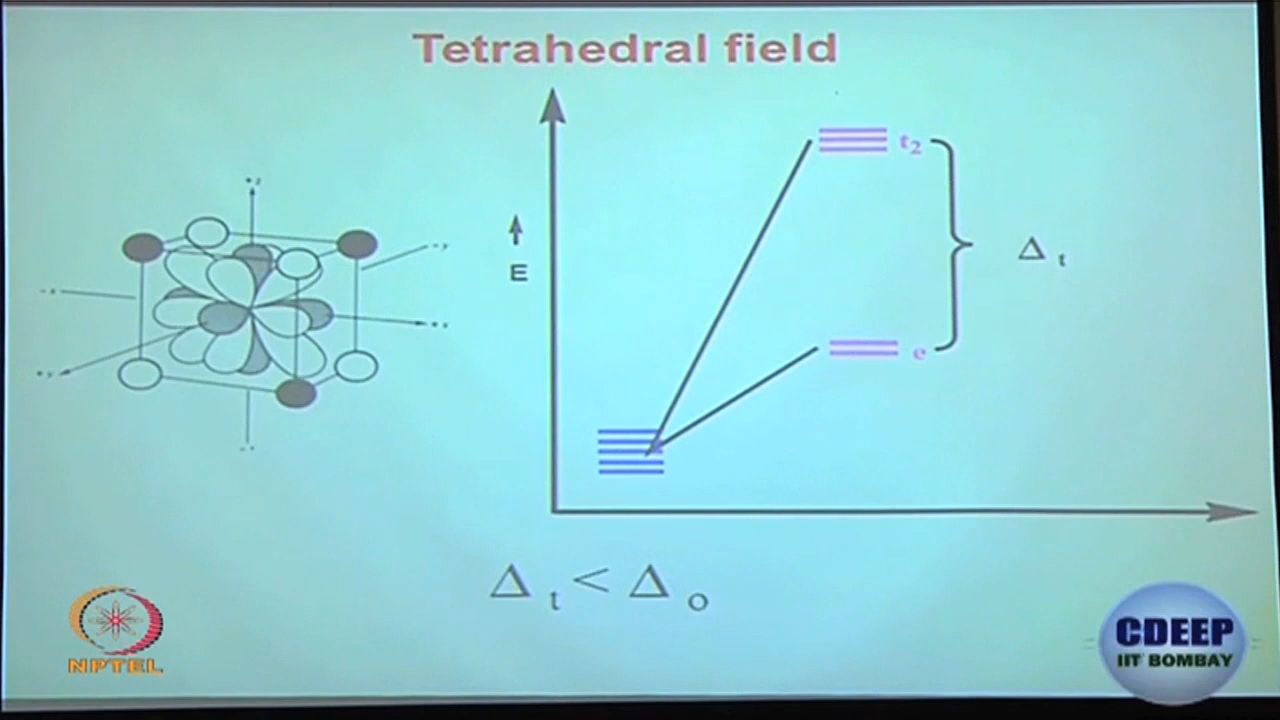 Tetrahedral field
t₂
E
Δ t
e
Δ t < Δ o
NPTEL
CDEEP
IIT BOMBAY